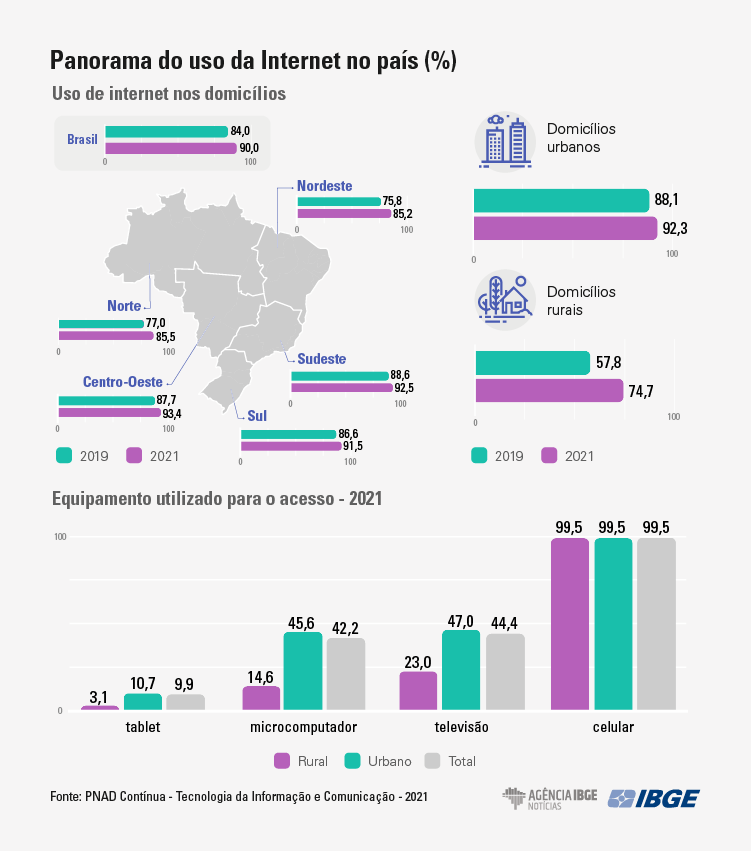 Panorama do uso da Internet no país (%)
Uso de internet nos domicílios
Brasil
84,0
90,0
0 100
Nordeste
75,8
85,2
0 100
Norte
77,0
85,5
0 100
Centro-Oeste
87,7
93,4
0 100
Sudeste
88,6
92,5
0 100
Sul
86,6
91,5
0 100
2019 2021
Domicílios
urbanos
88,1
92,3
0 100
Domicílios
rurais
57,8
74,7
0 100
2019 2021
Equipamento utilizado para o acesso - 2021
100
0
3,1 10,7 9,9
14,6 45,6 42,2
23,0 47,0 44,4
99,5 99,5 99,5
tablet microcomputador televisão celular
Rural Urbano Total
Fonte: PNAD Contínua - Tecnologia da Informação e Comunicação - 2021
AGÊNCIA IBGE
NOTÍCIAS
IBGE